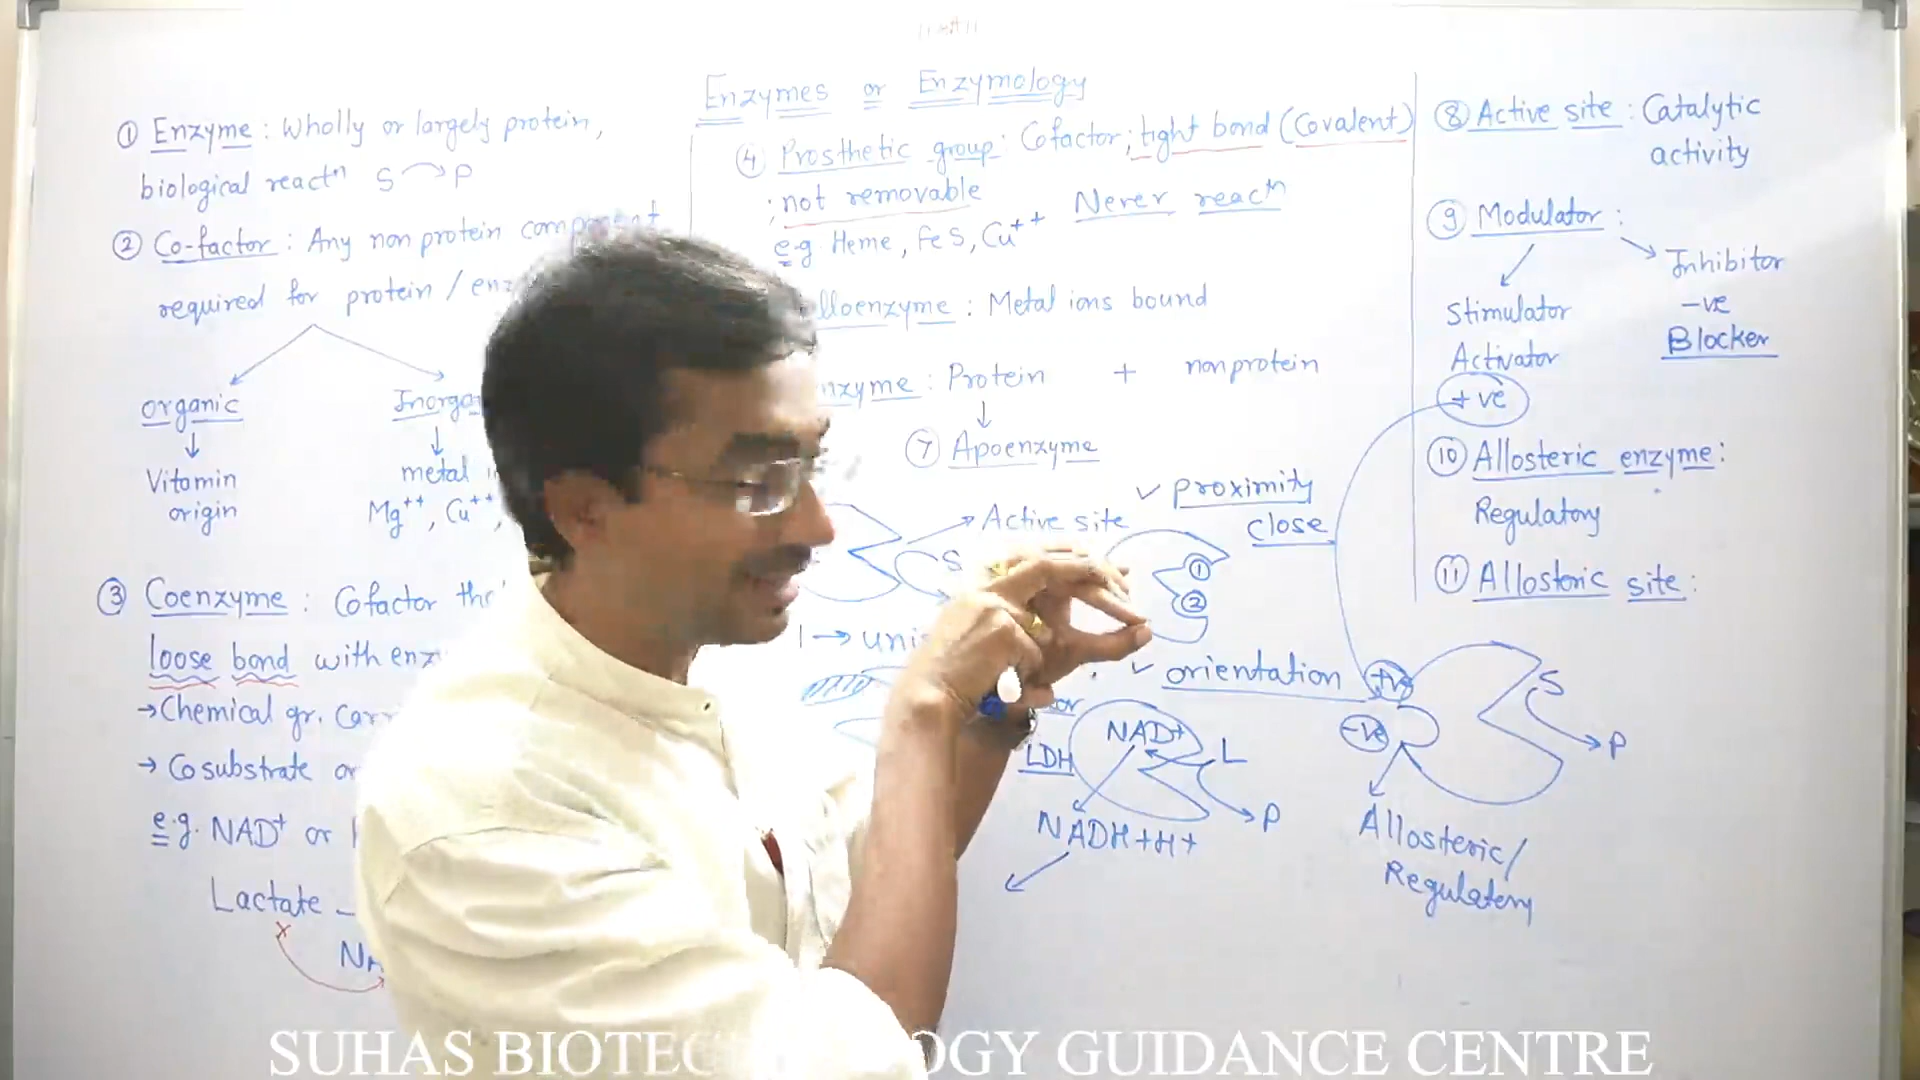 Enzymes or Enzymology
① Enzyme : Wholly or largely protein,
biological reactn S P
② Co-factor : Any non protein component
required for protein / enz
organic
Vitamin
origin
Inorga
metal
Mg++, Cu++,
③ Coenzyme : Cofactor
loose bond with enz
→ Chemical gr.
→ Cosubstrate or
e.g. NAD+ or
Lactate
④ Prosthetic group : Cofactor ; tight bond (Covalent)
; not removable
Never reactn
e.g. Heme, FeS, Cu++
lloenzyme : Metal ions bound
nzyme : Protein + nonprotein
⑦ Apoenzyme
→ Active site
S
✓ proximity
close
①
②
✓ orientation
LDH
NAD+
L
P
NADH+H+
⑧ Active site : Catalytic
activity
⑨ Modulator :
Stimulator
Activator
+ve
Inhibitor
-ve
Blocker
⑩ Allosteric enzyme :
Regulatory
⑪ Allosteric site :
+ve
-ve
S
P
Allosteric/
Regulatory
SUHAS BIOTEC OGY GUIDANCE CENTRE